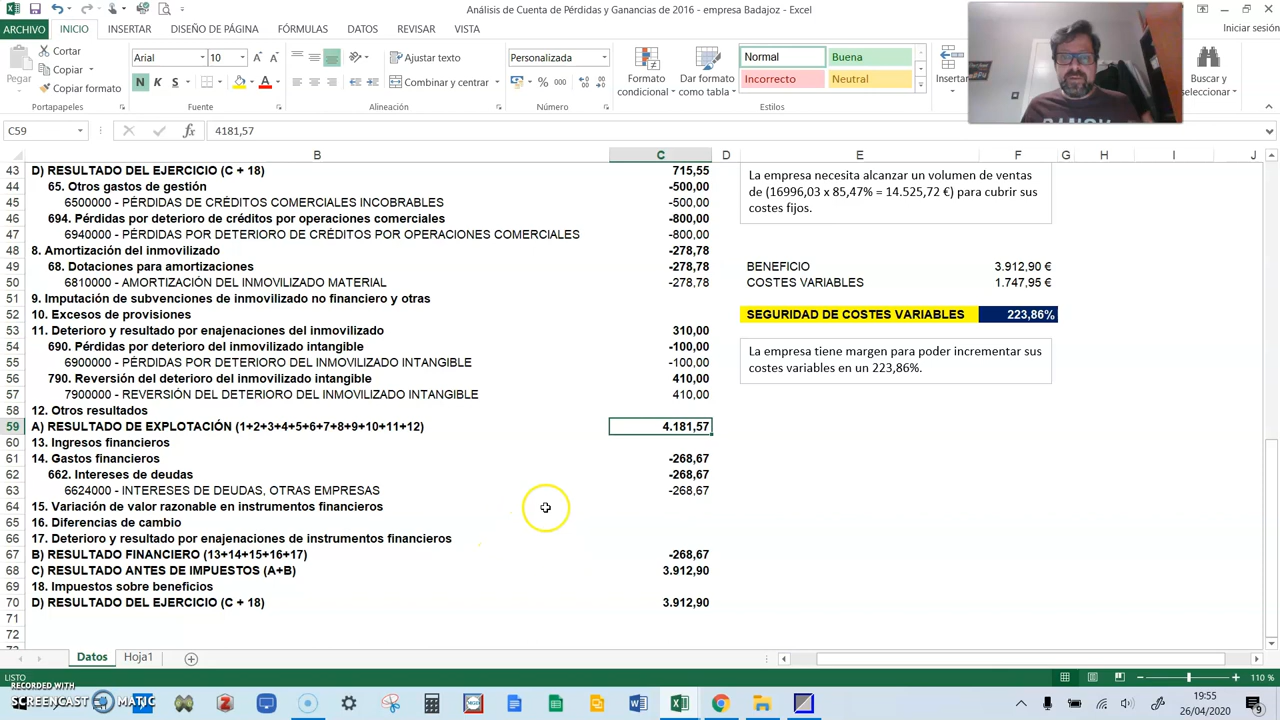 Análisis de Cuenta de Pérdidas y Ganancias de 2016 - empresa Badajoz - Excel
ARCHIVO INICIO INSERTAR DISEÑO DE PÁGINA FÓRMULAS DATOS REVISAR VISTA Iniciar sesión
Pegar
Cortar
Copiar
Copiar formato
Portapapeles
Arial 10
N K S
Fuente
Ajustar texto
Combinar y centrar
Alineación
Personalizada
% 000
Número
Formato condicional
Dar formato como tabla
Normal Buena
Incorrecto Neutral
Estilos
Insertar
Buscar y seleccionar
C59 fx 4181,57
B C D E F G H I J
43 D) RESULTADO DEL EJERCICIO (C + 18) 715,55
44 65. Otros gastos de gestión -500,00
45 6500000 - PÉRDIDAS DE CRÉDITOS COMERCIALES INCOBRABLES -500,00
46 694. Pérdidas por deterioro de créditos por operaciones comerciales -800,00
47 6940000 - PÉRDIDAS POR DETERIORO DE CRÉDITOS POR OPERACIONES COMERCIALES -800,00
48 8. Amortización del inmovilizado -278,78
49 68. Dotaciones para amortizaciones -278,78
50 6810000 - AMORTIZACIÓN DEL INMOVILIZADO MATERIAL -278,78
51 9. Imputación de subvenciones de inmovilizado no financiero y otras
52 10. Excesos de provisiones
53 11. Deterioro y resultado por enajenaciones del inmovilizado 310,00
54 690. Pérdidas por deterioro del inmovilizado intangible -100,00
55 6900000 - PÉRDIDAS POR DETERIORO DEL INMOVILIZADO INTANGIBLE -100,00
56 790. Reversión del deterioro del inmovilizado intangible 410,00
57 7900000 - REVERSIÓN DEL DETERIORO DEL INMOVILIZADO INTANGIBLE 410,00
58 12. Otros resultados
59 A) RESULTADO DE EXPLOTACIÓN (1+2+3+4+5+6+7+8+9+10+11+12) 4.181,57
60 13. Ingresos financieros
61 14. Gastos financieros -268,67
62 662. Intereses de deudas -268,67
63 6624000 - INTERESES DE DEUDAS, OTRAS EMPRESAS -268,67
64 15. Variación de valor razonable en instrumentos financieros
65 16. Diferencias de cambio
66 17. Deterioro y resultado por enajenaciones de instrumentos financieros
67 B) RESULTADO FINANCIERO (13+14+15+16+17) -268,67
68 C) RESULTADO ANTES DE IMPUESTOS (A+B) 3.912,90
69 18. Impuestos sobre beneficios
70 D) RESULTADO DEL EJERCICIO (C + 18) 3.912,90
71
72
La empresa necesita alcanzar un volumen de ventas
de (16996,03 x 85,47% = 14.525,72 €) para cubrir sus
costes fijos.
BENEFICIO 3.912,90 €
COSTES VARIABLES 1.747,95 €
SEGURIDAD DE COSTES VARIABLES 223,86%
La empresa tiene margen para poder incrementar sus
costes variables en un 223,86%.
Datos Hoja1
LISTO 110 %
RECORDED WITH
SCREENCAST MATIC
19:55
26/04/2020
9